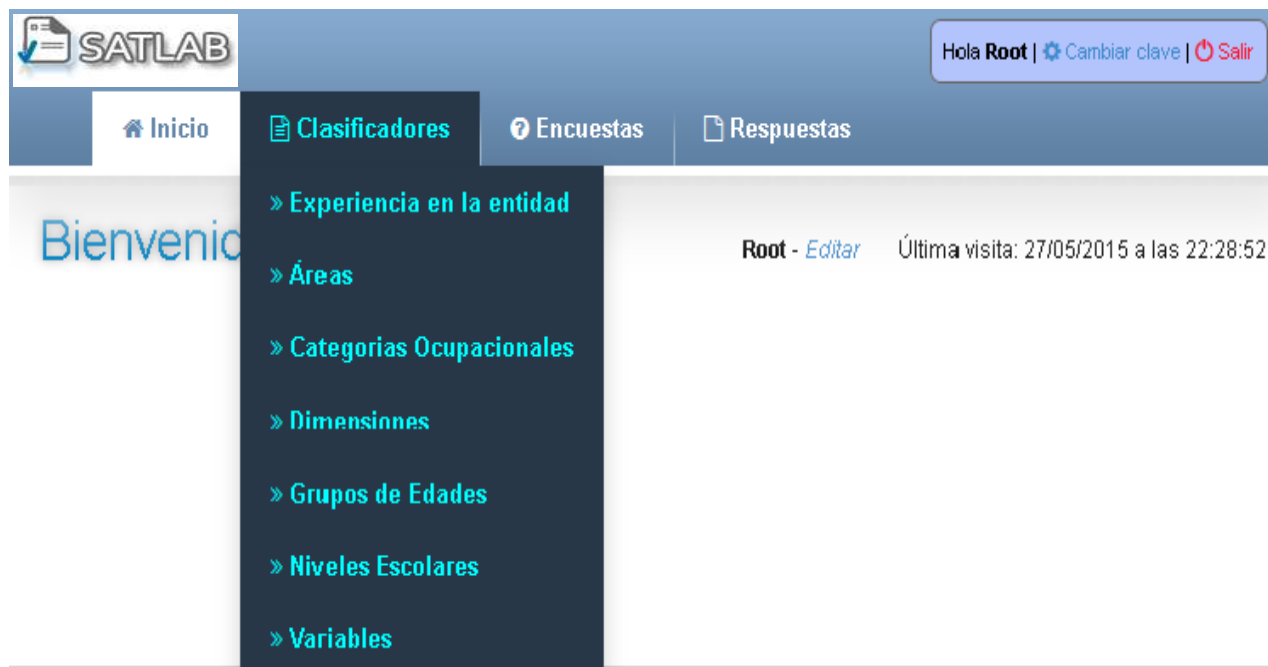 SATLAB
Hola Root | Cambiar clave | Salir
Inicio
Clasificadores
Encuestas
Respuestas
» Experiencia en la entidad
» Áreas
» Categorias Ocupacionales
» Dimensiones
» Grupos de Edades
» Niveles Escolares
» Variables
Bienvenid
Root - Editar Última visita: 27/05/2015 a las 22:28:52